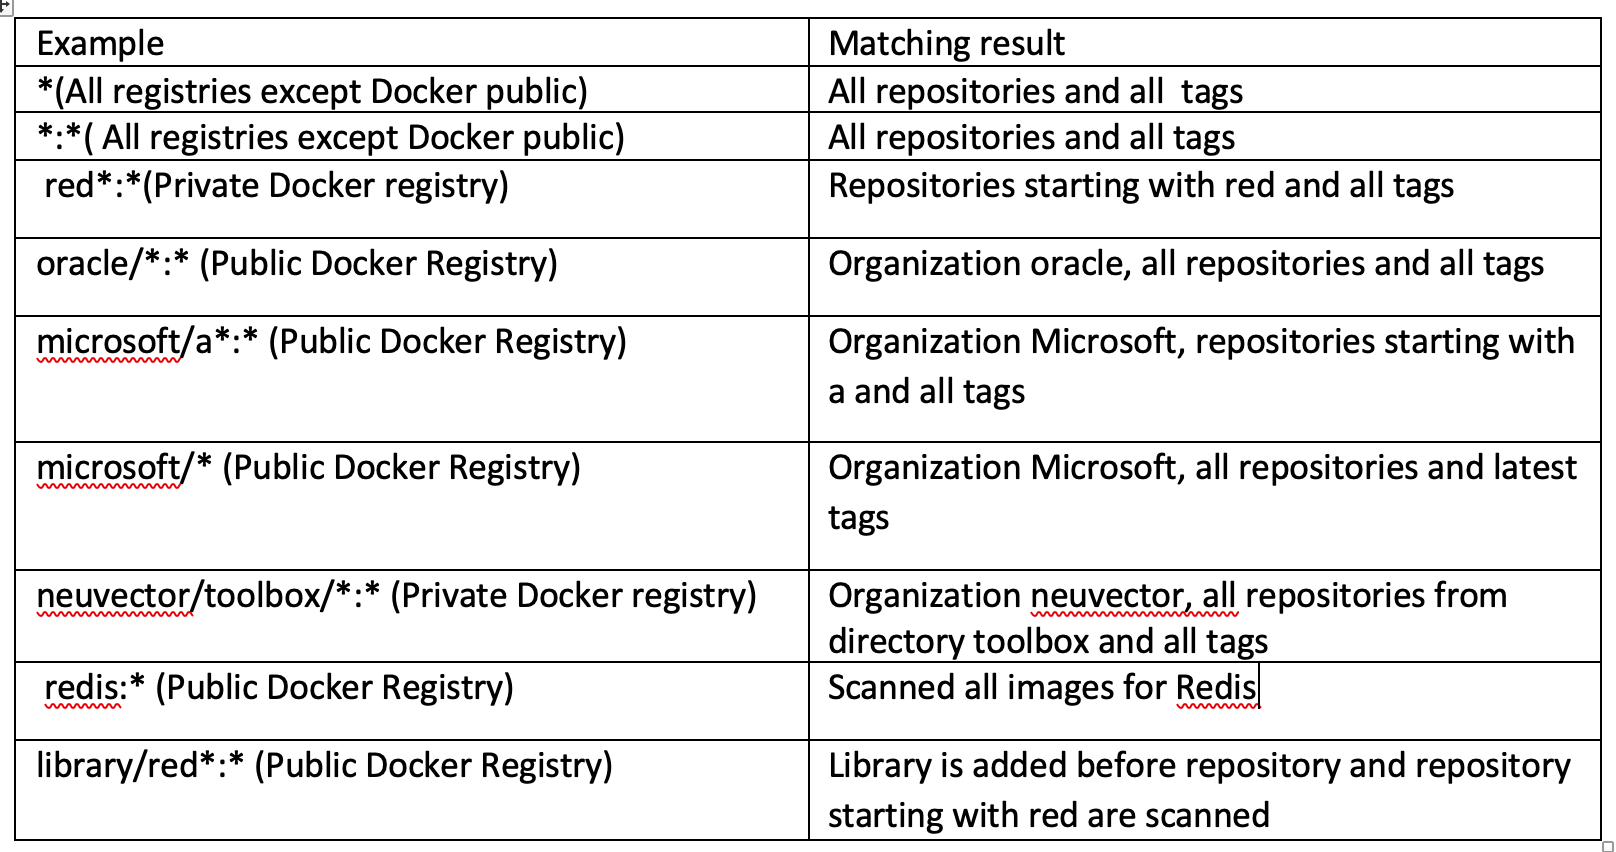 Example
Matching result
*(All registries except Docker public)
All repositories and all  tags
*:*( All registries except Docker public)
All repositories and all tags
red*:*(Private Docker registry)
Repositories starting with red and all tags
oracle/*:* (Public Docker Registry)
Organization oracle, all repositories and all tags
microsoft/a*:* (Public Docker Registry)
Organization Microsoft, repositories starting with
a and all tags
microsoft/* (Public Docker Registry)
Organization Microsoft, all repositories and latest
tags
neuvector/toolbox/*:* (Private Docker registry)
Organization neuvector, all repositories from
directory toolbox and all tags
redis:* (Public Docker Registry)
Scanned all images for Redis
library/red*:* (Public Docker Registry)
Library is added before repository and repository
starting with red are scanned